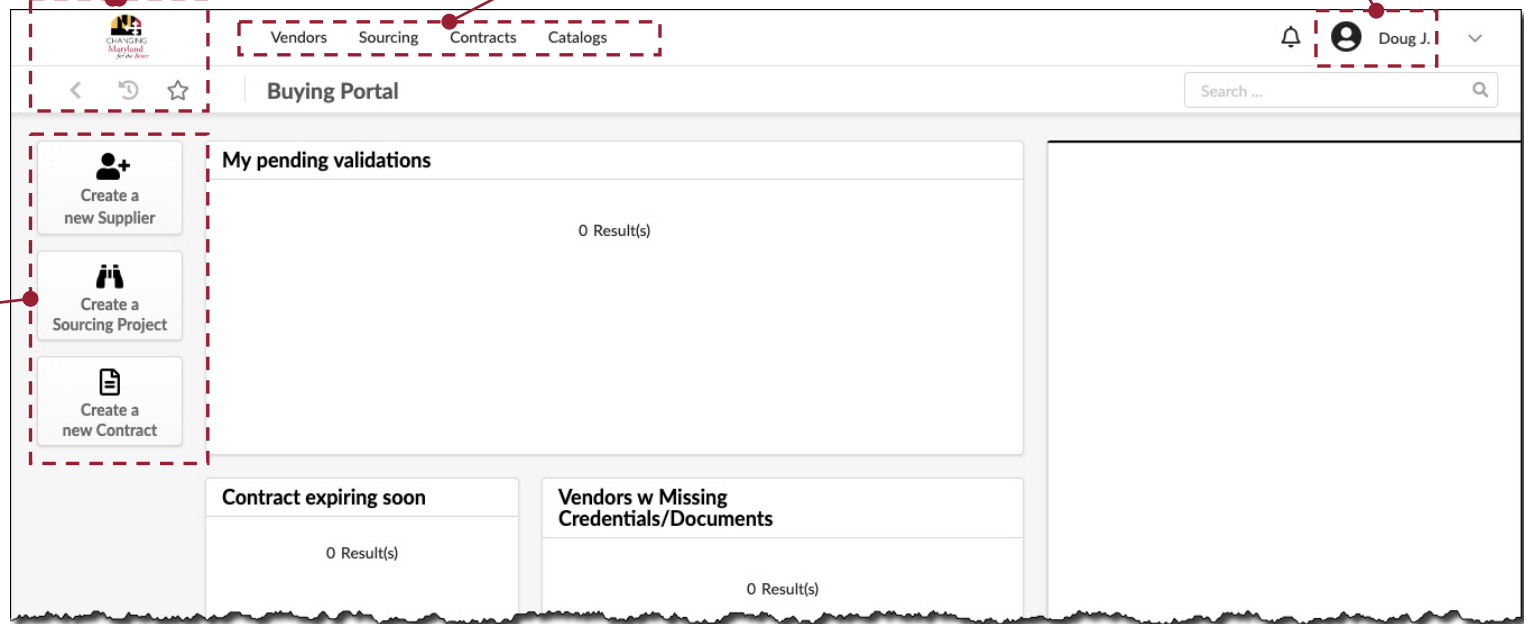 CHANGING
Maryland
for the Better
Vendors Sourcing Contracts Catalogs
Doug J.
Buying Portal
Search ...
Create a
new Supplier
Create a
Sourcing Project
Create a
new Contract
My pending validations
0 Result(s)
Contract expiring soon
0 Result(s)
Vendors w Missing
Credentials/Documents
0 Result(s)